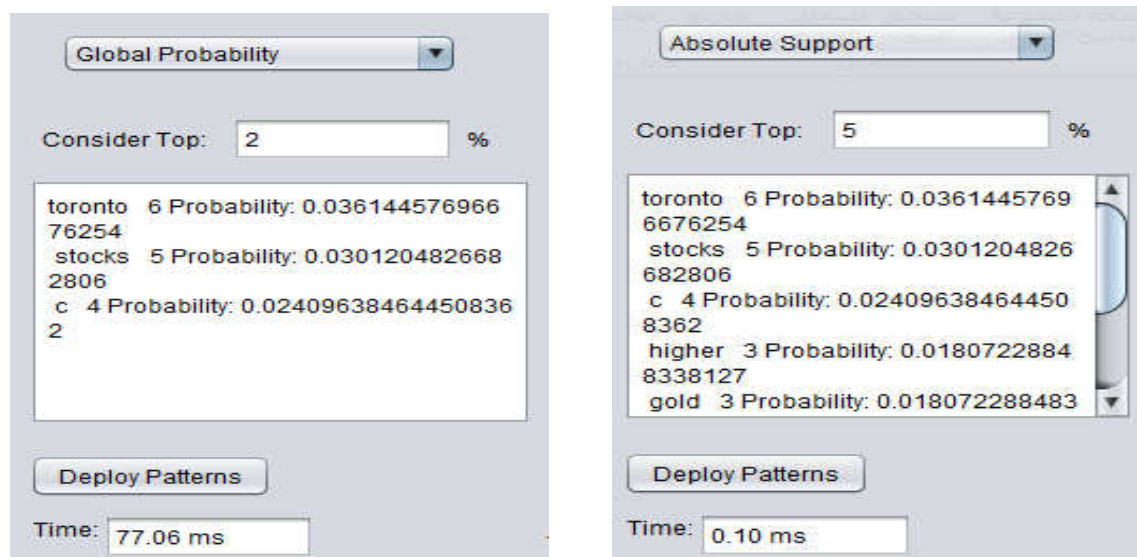 Global Probability
Consider Top: 2 %
toronto 6 Probability: 0.036144576966
76254
stocks 5 Probability: 0.030120482668
2806
c 4 Probability: 0.02409638464450836
2
Deploy Patterns
Time: 77.06 ms
Absolute Support
Consider Top: 5 %
toronto 6 Probability: 0.0361445769
6676254
stocks 5 Probability: 0.0301204826
682806
c 4 Probability: 0.02409638464450
8362
higher 3 Probability: 0.0180722884
8338127
gold 3 Probability: 0.018072288483
Deploy Patterns
Time: 0.10 ms